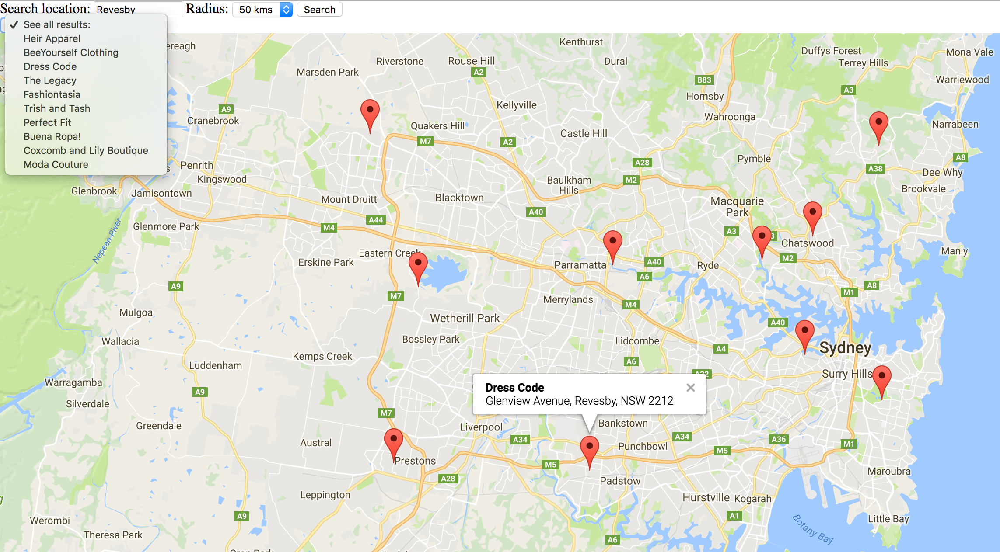 Search location: Revesby Radius: 50 kms Search
✓ See all results:
Heir Apparel
BeeYourself Clothing
Dress Code
The Legacy
Fashiontasia
Trish and Tash
Perfect Fit
Buena Ropa!
Coxcomb and Lily Boutique
Moda Couture
Kenthurst
Duffys Forest
Mona Vale
Riverstone
Rouse Hill
Dural
Terrey Hills
Marsden Park
A2
B83
Warriewood
A3
Hornsby
A9
Kellyville
Cranebrook
Wahroonga
Quakers Hill
Narrabeen
Castle Hill
M7
A2
Pymble
A8
A28
Penrith
A38
Dee Why
Kingswood
Baulkham
Hills
M2
Glenbrook
Jamisontown
Brookvale
Mount Druitt
Blacktown
Macquarie
Park
A40
A44
Glenmore Park
M4
A3
Nepean River
Chatswood
Eastern Creek
Manly
Erskine Park
Parramatta
A40
Ryde
M2
A6
A9
A8
M1
M7
Merrylands
M4
Mulgoa
Wetherill Park
A40
Bossley Park
Lidcombe
Wallacia
Sydney
A4
Kemps Creek
Luddenham
A6
Surry Hills
A22
Warragamba
Dress Code
Glenview Avenue, Revesby, NSW 2212
A9
Silverdale
M7
Greendale
Liverpool
Bankstown
Austral
A34
A34
A36
Punchbowl
M5
M1
Prestons
M5
Maroubra
A28
Padstow
Leppington
Hurstville
Kogarah
A9
A1
Werombi
Little Bay
Botany Bay
Theresa Park
A6